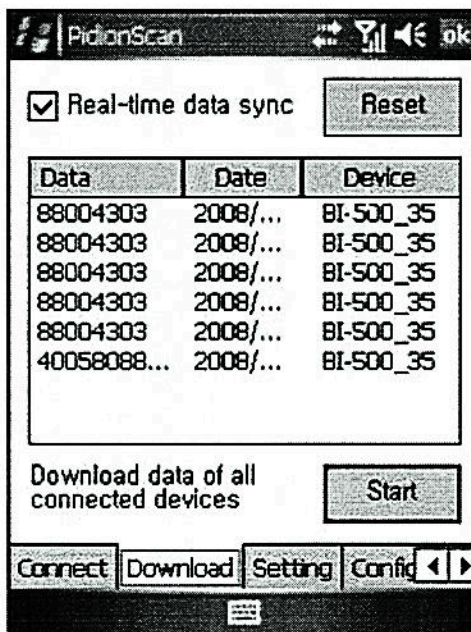 PidionScan ok
Real-time data sync Reset
Data Date Device
88004303 2008/... BI-500_35
88004303 2008/... BI-500_35
88004303 2008/... BI-500_35
88004303 2008/... BI-500_35
88004303 2008/... BI-500_35
40058088... 2008/... BI-500_35
Download data of all
connected devices Start
Connect Download Setting Config